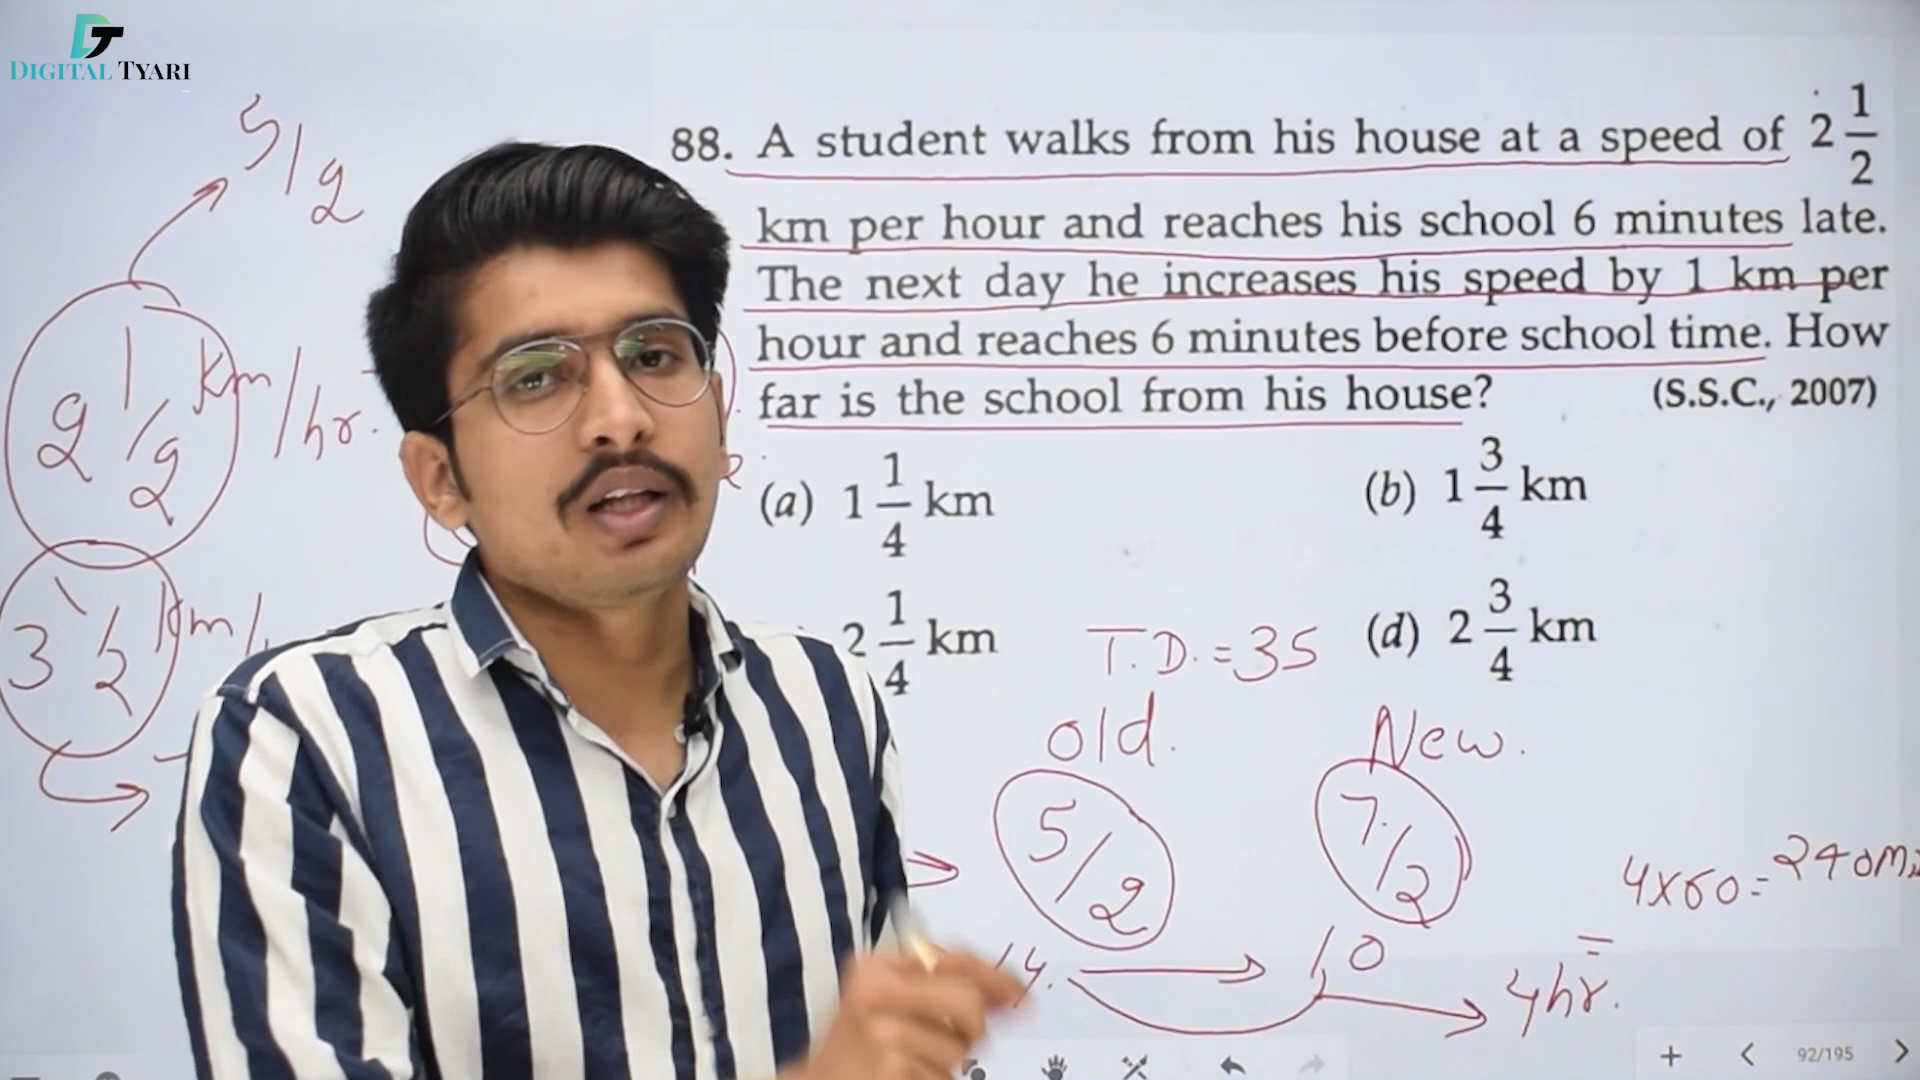 DIGITAL TYARI
88. A student walks from his house at a speed of 2 1/2
km per hour and reaches his school 6 minutes late.
The next day he increases his speed by 1 km per
hour and reaches 6 minutes before school time. How
far is the school from his house? (S.S.C., 2007)
(a) 1 1/4 km (b) 1 3/4 km
2 1/4 km (d) 2 3/4 km
5/2
2 1/2 km/hr.
3 1/2 km/
T.D. = 35
Old. New.
5/2 7/2
4x60 = 240
14. 10 4hr.
92/195